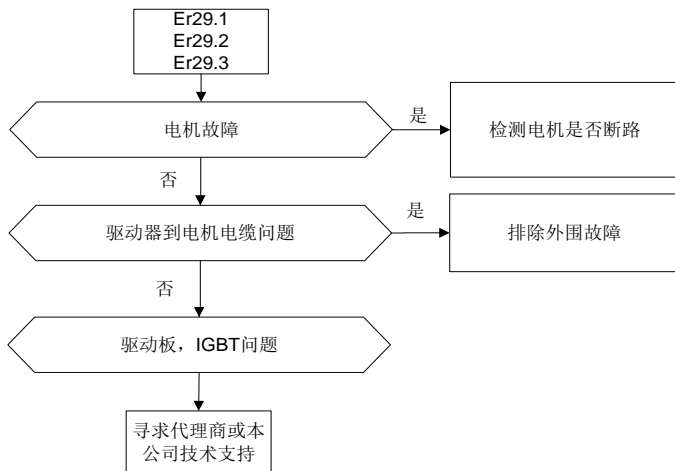 Er29.1
Er29.2
Er29.3
电机故障
是
检测电机是否断路
否
驱动器到电机电缆问题
是
排除外围故障
否
驱动板，IGBT问题
寻求代理商或本
公司技术支持